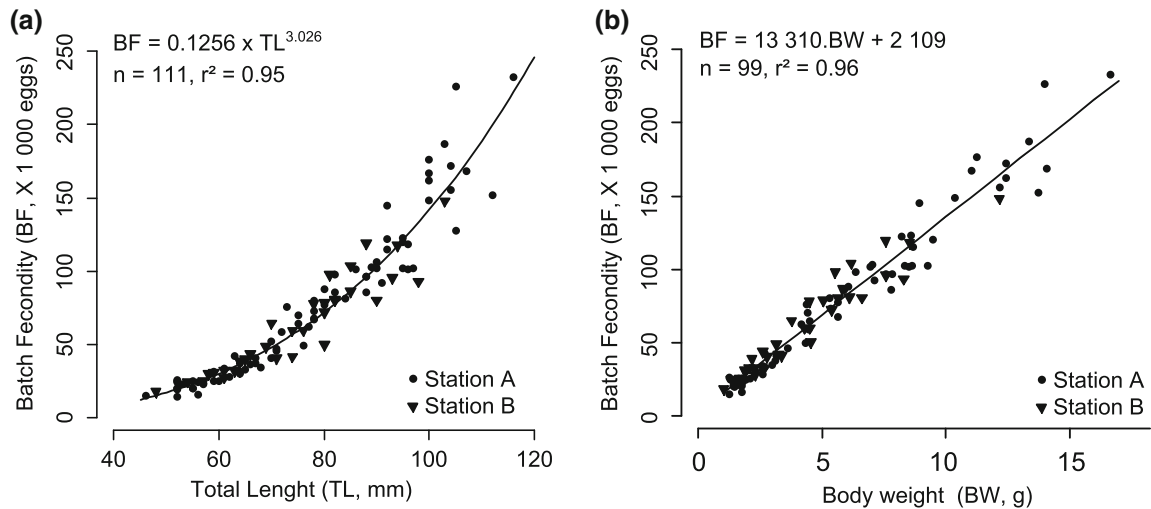 (a)
BF = 0.1256 x TL^3.026
n = 111, r² = 0.95
Batch Fecondity (BF, X 1 000 eggs)
250
200
150
100
50
0
Station A
Station B
40 60 80 100 120
Total Lenght (TL, mm)
(b)
BF = 13 310.BW + 2 109
n = 99, r² = 0.96
Batch Fecondity (BF, X 1 000 eggs)
250
200
150
100
50
0
Station A
Station B
0 5 10 15
Body weight (BW, g)